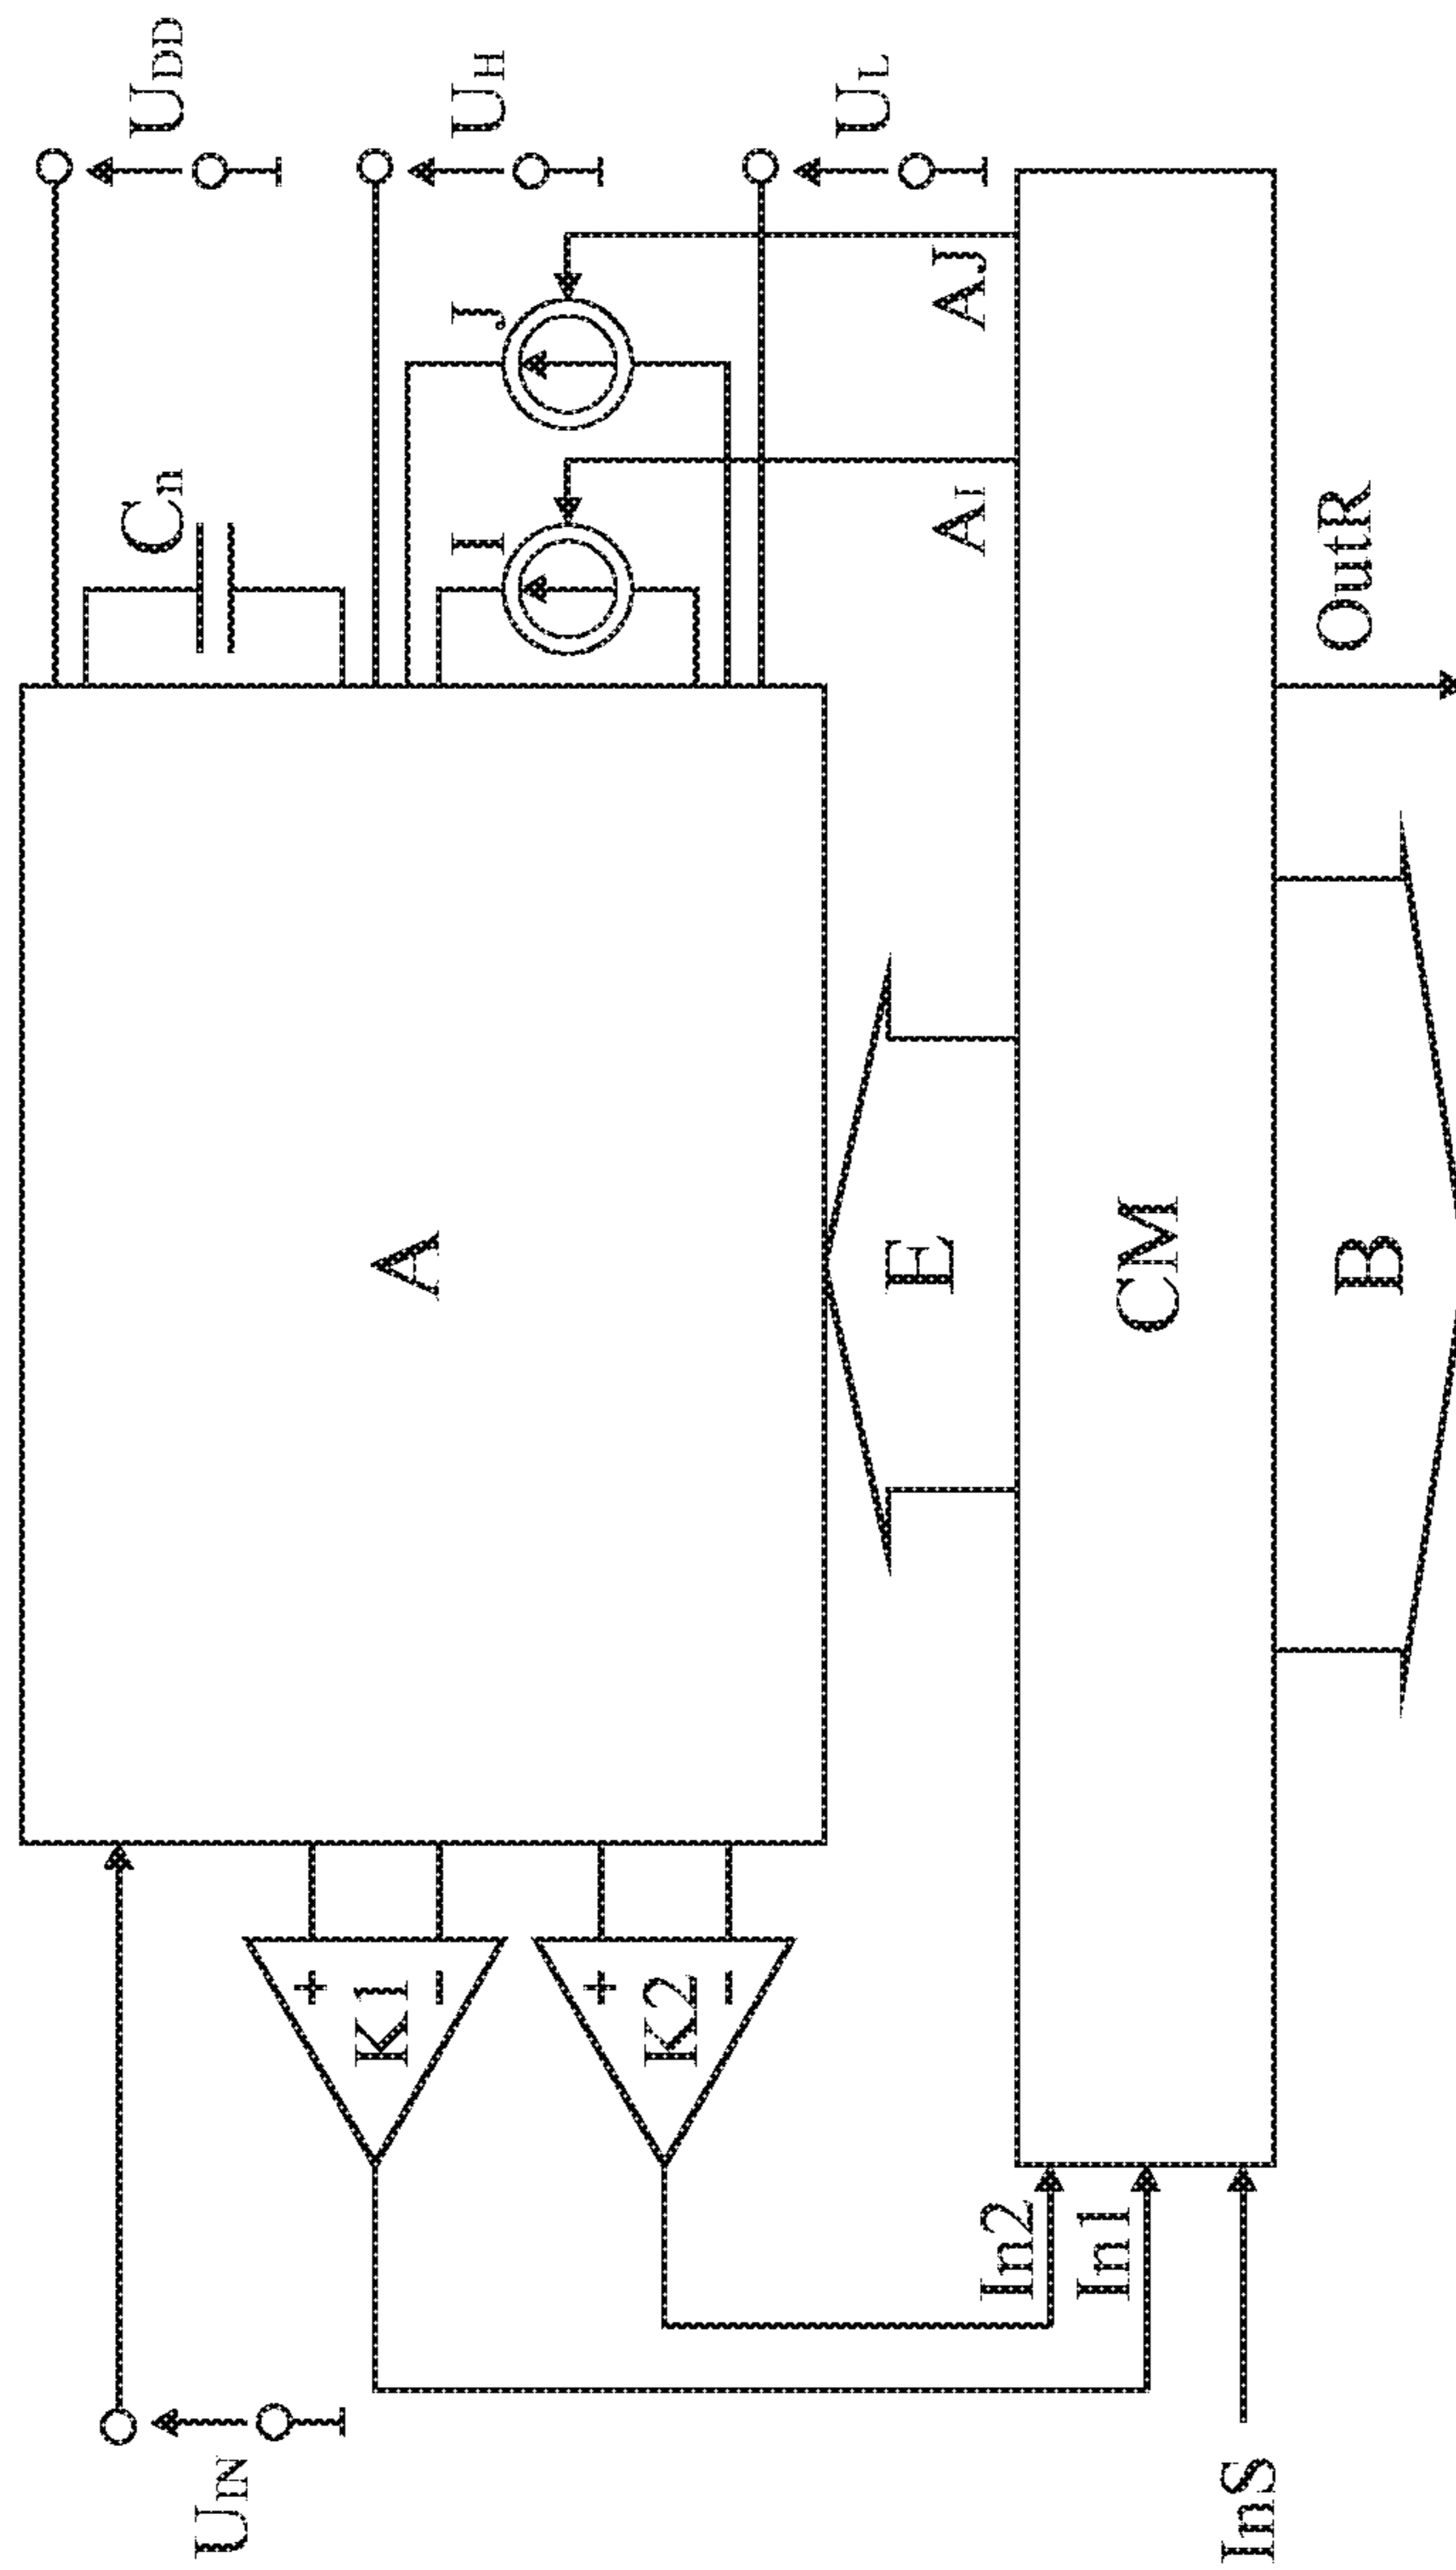 UIN
UDD
Cn
UH
K1
+
−
A
I
J
K2
+
−
UL
E
AI
AJ
In2
In1
CM
InS
B
OutR